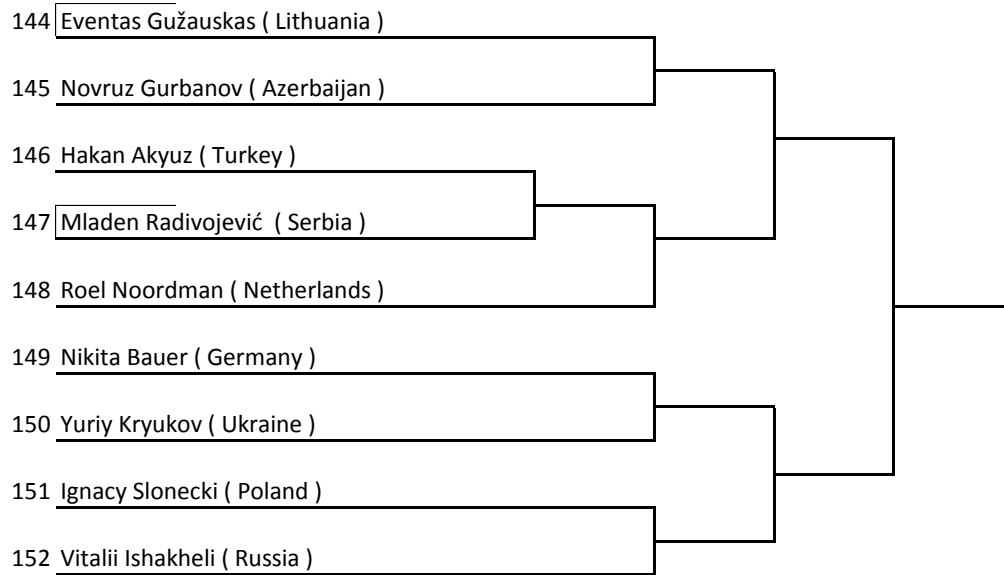 144 Eventas Gužauskas ( Lithuania )
145 Novruz Gurbanov ( Azerbaijan )
146 Hakan Akyuz ( Turkey )
147 Mladen Radivojević  ( Serbia )
148 Roel Noordman ( Netherlands )
149 Nikita Bauer ( Germany )
150 Yuriy Kryukov ( Ukraine )
151 Ignacy Slonecki ( Poland )
152 Vitalii Ishakheli ( Russia )